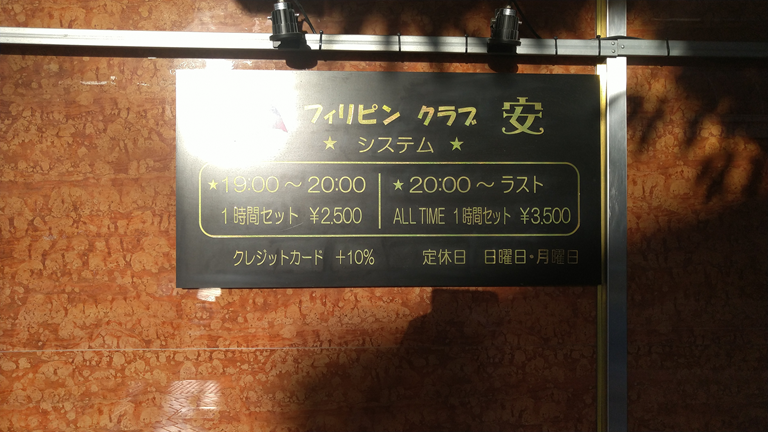 フィリピン クラブ 安
★ システム ★
★19:00～20:00
1時間セット ¥2,500
★20:00～ラスト
ALL TIME 1時間セット ¥3,500
クレジットカード +10%
定休日 日曜日・月曜日